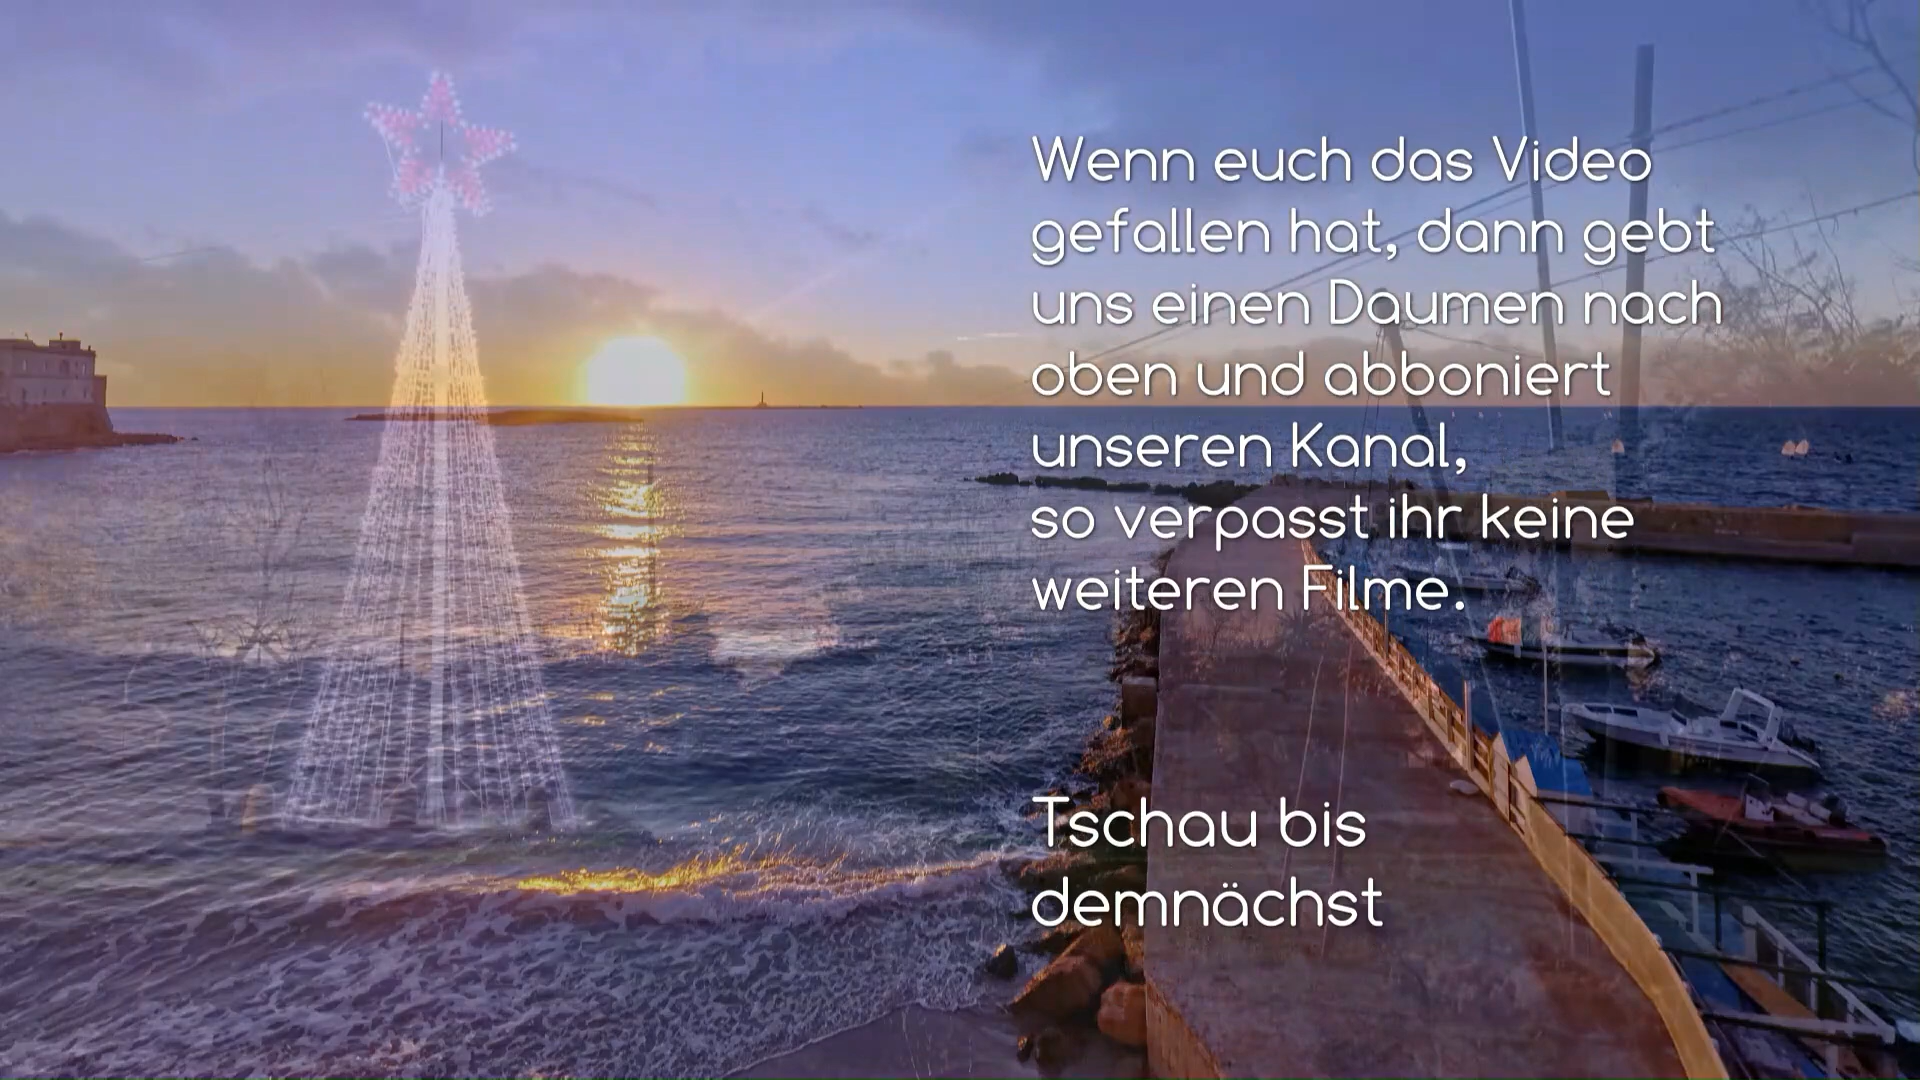 Wenn euch das Video
gefallen hat, dann gebt
uns einen Daumen nach
oben und abboniert
unseren Kanal,
so verpasst ihr keine
weiteren Filme.
Tschau bis
demnächst